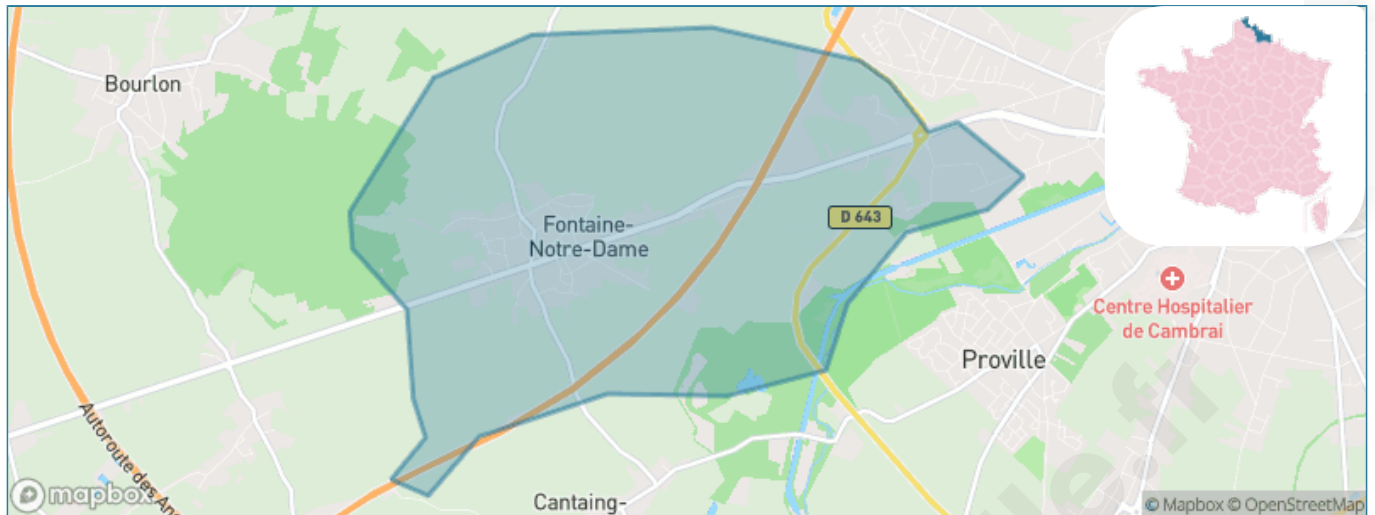 Bourlon
Fontaine-
Notre-Dame
D 643
Centre Hospitalier
de Cambrai
Proville
Autoroute des An
Cantaing-
mapbox
© Mapbox © OpenStreetMap